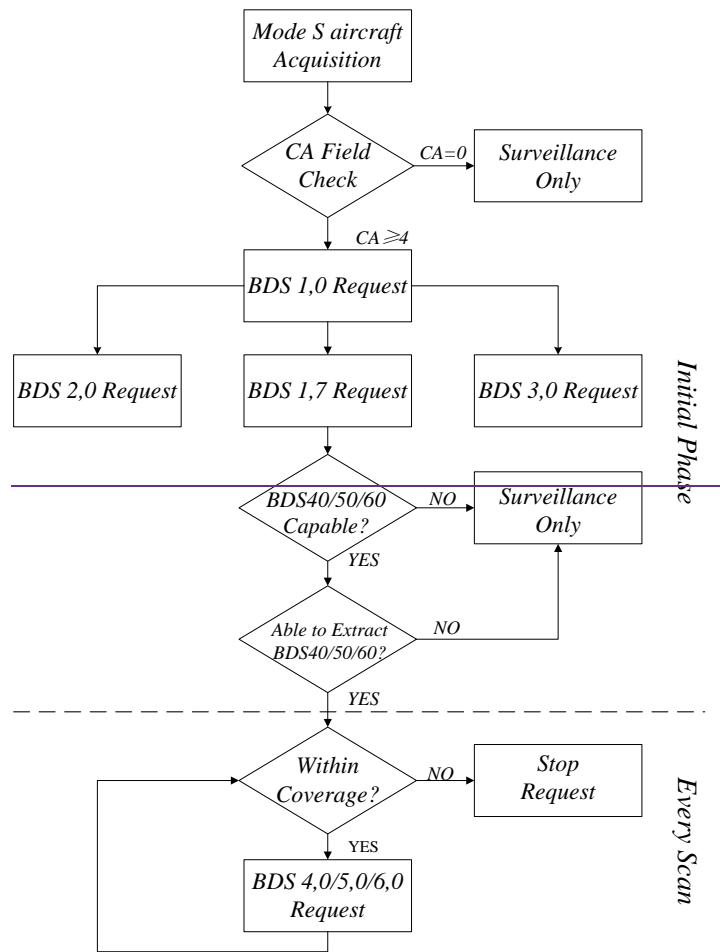 Mode S aircraft
Acquisition
CA Field
Check
CA=0
Surveillance
Only
CA≥4
BDS 1,0 Request
BDS 2,0 Request
BDS 1,7 Request
BDS 3,0 Request
Initial Phase
BDS40/50/60
Capable?
NO
Surveillance
Only
YES
Able to Extract
BDS40/50/60?
NO
YES
Within
Coverage?
NO
Stop
Request
Every Scan
YES
BDS 4,0/5,0/6,0
Request